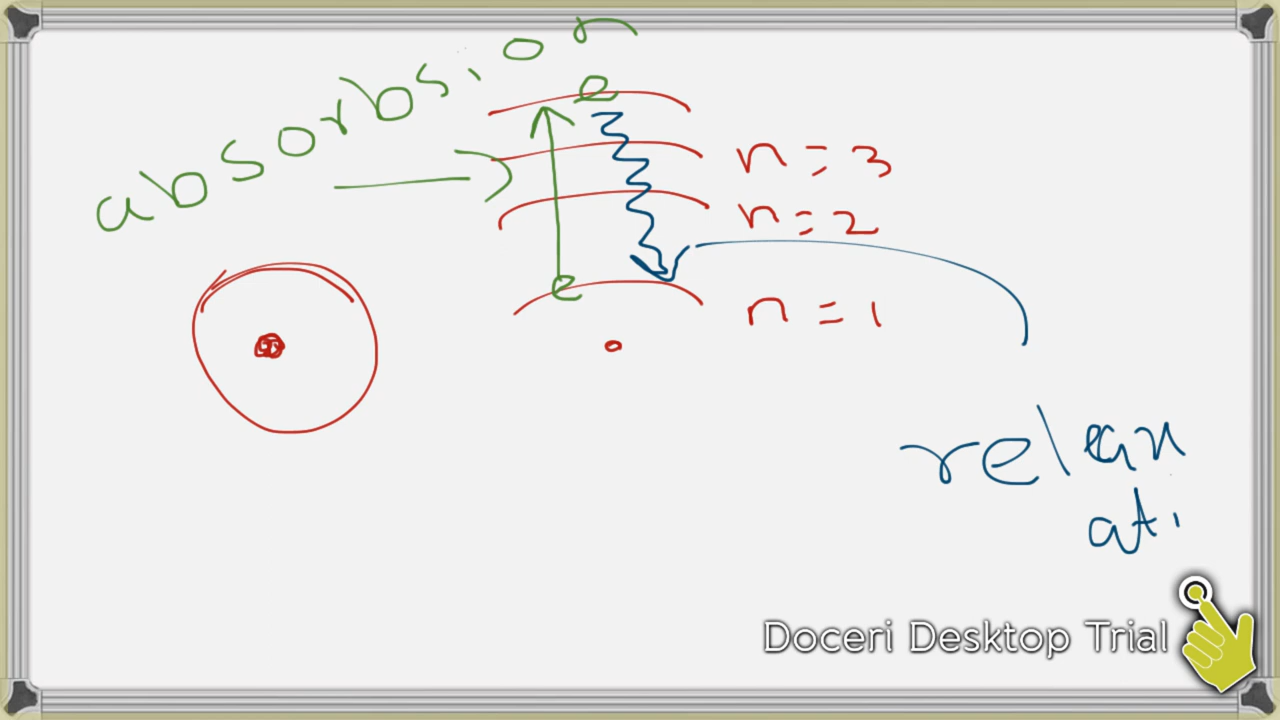 absorbsion
e
n = 3
n = 2
e
n = 1
relax
ati
Doceri Desktop Trial